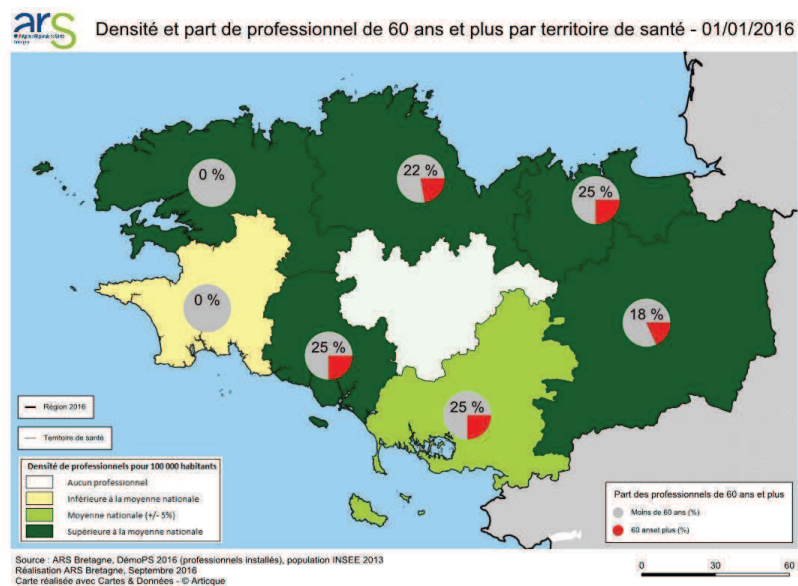 ars
Densité et part de professionnel de 60 ans et plus par territoire de santé - 01/01/2016
0 %
22 %
25 %
0 %
18 %
25 %
25 %
Région 2016
Territoire de santé
Densité de professionnels pour 100 000 habitants
Aucun professionnel
Inférieure à la moyenne nationale
Moyenne nationale (+/- 5%)
Supérieure à la moyenne nationale
Part des professionnels de 60 ans et plus
Moins de 60 ans (%)
60 anset plus (%)
0 30 60
Source : ARS Bretagne, DémoPS 2016 (professionnels installés), population INSEE 2013
Réalisation ARS Bretagne, Septembre 2016
Carte réalisée avec Cartes & Données - © Articque